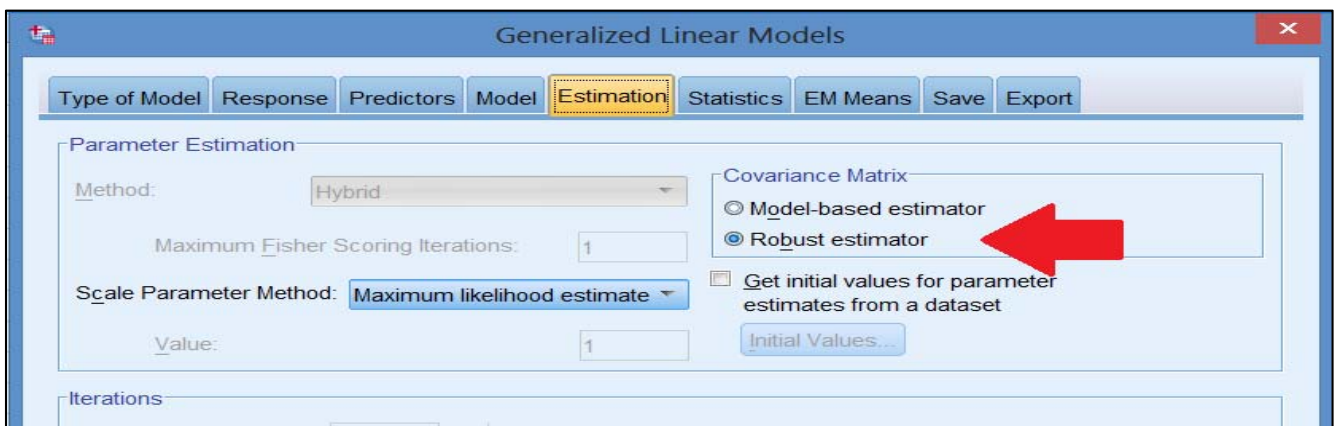 Generalized Linear Models
Type of Model Response Predictors Model Estimation Statistics EM Means Save Export
Parameter Estimation
Method: Hybrid
Maximum Fisher Scoring Iterations: 1
Scale Parameter Method: Maximum likelihood estimate
Value: 1
Covariance Matrix
Model-based estimator
Robust estimator
Get initial values for parameter
estimates from a dataset
Initial Values...
Iterations